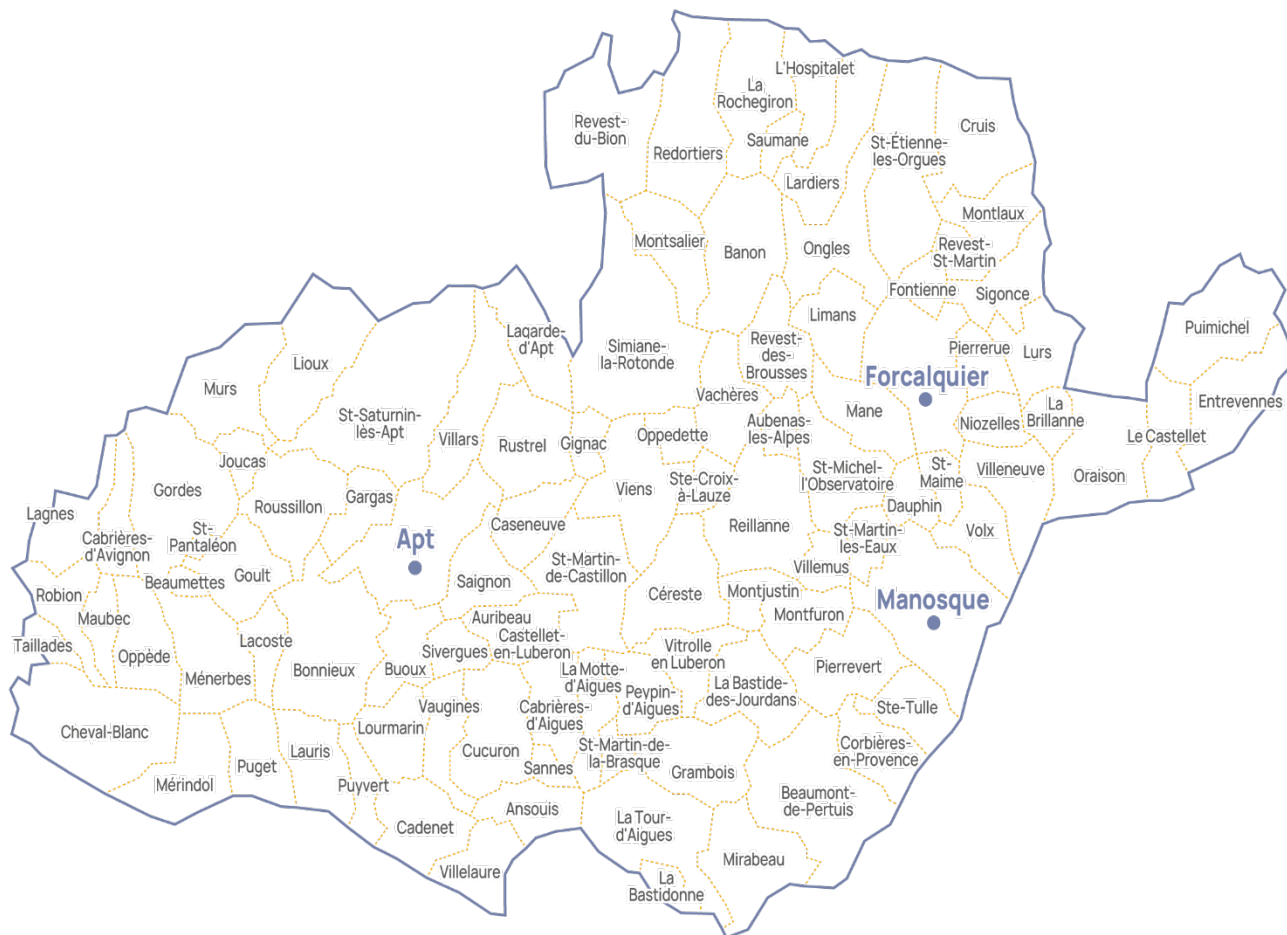 L'Hospitalet
La
Rochegiron
Revest-
du-Bion
Cruis
Saumane
St-Étienne-
les-Orgues
Redortiers
Lardiers
Montlaux
Montsalier
Banon
Ongles
Revest-
St-Martin
Fontienne
Sigonce
Limans
Puimichel
Laqarde-
d'Apt
Simiane-
la-Rotonde
Revest-
des-
Brousses
Pierrerue
Lurs
Lioux
Murs
Forcalquier
Vachères
Mane
Entrevennes
St-Saturnin-
lès-Apt
Villars
Rustrel
Gignac
Oppedette
Aubenas-
les-Alpes
Niozelles
La
Brillanne
Le Castellet
Joucas
Gordes
Gargas
Roussillon
Viens
Ste-Croix-
à-Lauze
St-Michel-
l'Observatoire
St-
Maime
Villeneuve
Oraison
Dauphin
Lagnes
Cabrières-
d'Avignon
St-
Pantaléon
Caseneuve
Reillanne
St-Martin-
les-Eaux
Volx
Apt
Beaumettes
Goult
St-Martin-
de-Castillon
Saignon
Villemus
Robion
Maubec
Céreste
Montjustin
Montfuron
Manosque
Taillades
Oppède
Lacoste
Auribeau
Castellet-
en-Luberon
Sivergues
Vitrolle
en Luberon
Ménerbes
Bonnieux
Buoux
La Motte-
d'Aigues
Peypin-
d'Aigues
La Bastide-
des-Jourdans
Pierrevert
Ste-Tulle
Cheval-Blanc
Lourmarin
Vaugines
Cabrières-
d'Aigues
Cucuron
Sannes
St-Martin-de-
la-Brasque
Corbières-
en-Provence
Lauris
Puget
Mérindol
Puyvert
Grambois
Cadenet
Ansouis
La Tour-
d'Aigues
Beaumont-
de-Pertuis
Villelaure
Mirabeau
La
Bastidonne